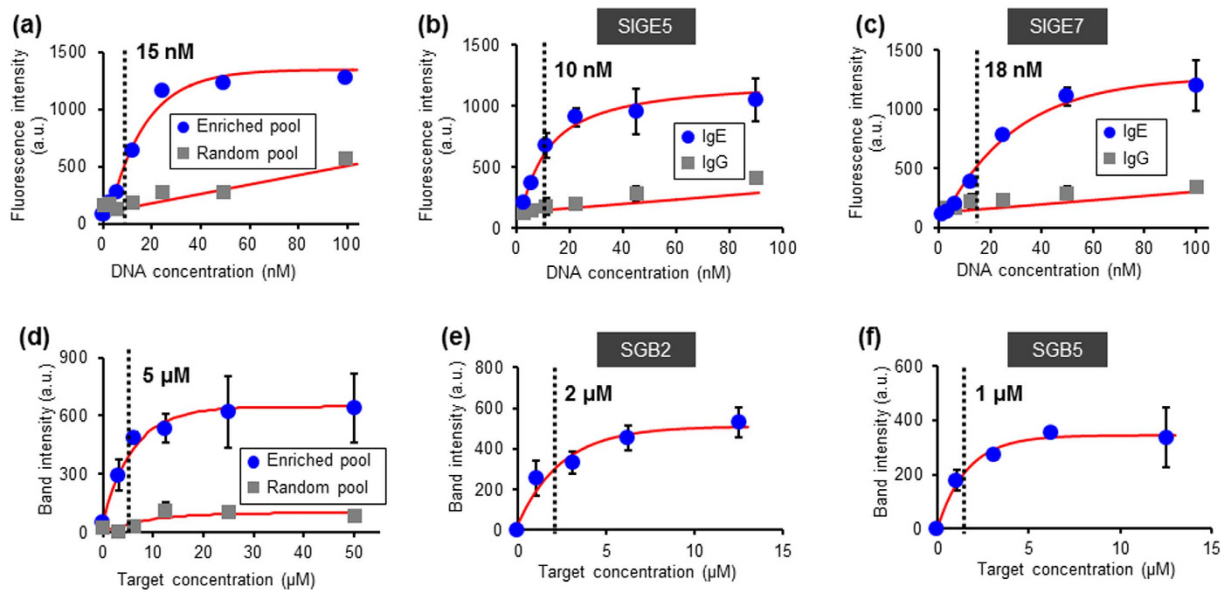 (a)
15 nM
Fluorescence intensity
(a.u.)
1500
1000
500
0
Enriched pool
Random pool
0 20 40 60 80 100
DNA concentration (nM)
(b)
SIGE5
10 nM
Fluorescence intensity
(a.u.)
1500
1000
500
0
IgE
IgG
0 20 40 60 80 100
DNA concentration (nM)
(c)
SIGE7
18 nM
Fluorescence intensity
(a.u.)
1500
1000
500
0
IgE
IgG
0 20 40 60 80 100
DNA concentration (nM)
(d)
5 µM
Band intensity (a.u.)
900
600
300
0
Enriched pool
Random pool
0 10 20 30 40 50
Target concentration (µM)
(e)
SGB2
2 µM
Band intensity (a.u.)
800
600
400
200
0
0 5 10 15
Target concentration (µM)
(f)
SGB5
1 µM
Band intensity (a.u.)
600
400
200
0
0 5 10 15
Target concentration (µM)